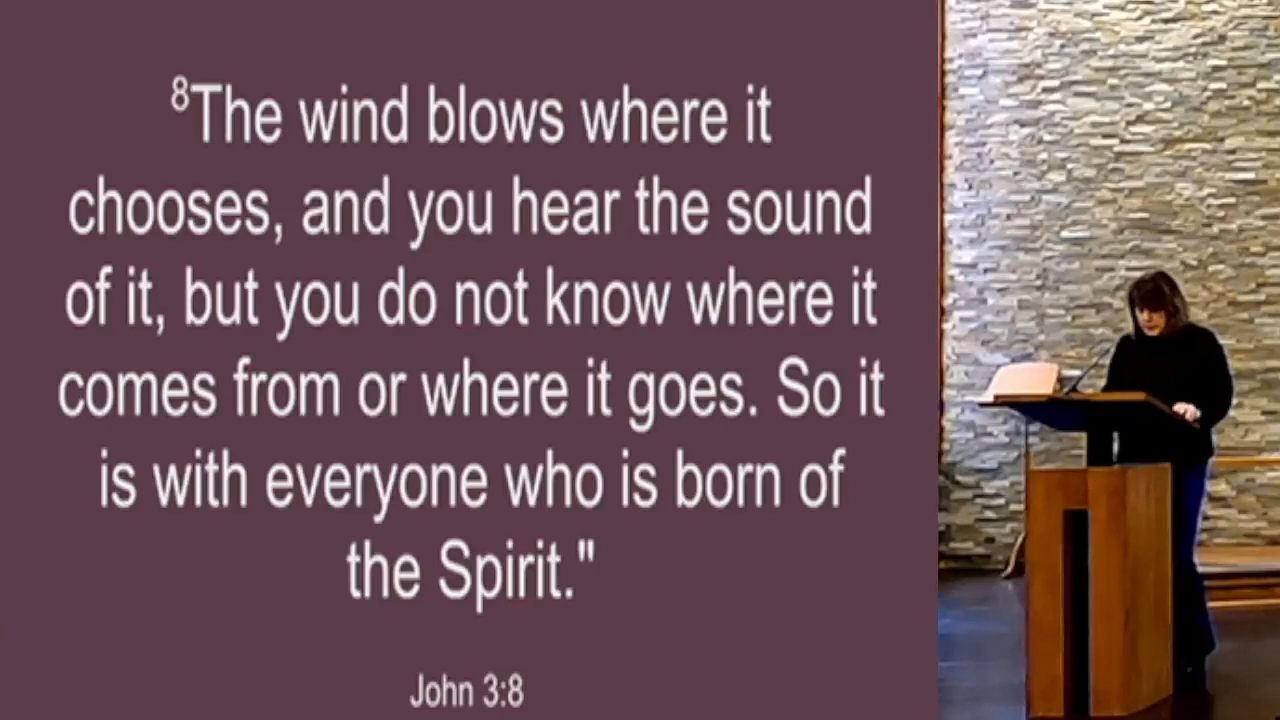 ⁸The wind blows where it
chooses, and you hear the sound
of it, but you do not know where it
comes from or where it goes. So it
is with everyone who is born of
the Spirit."
John 3:8